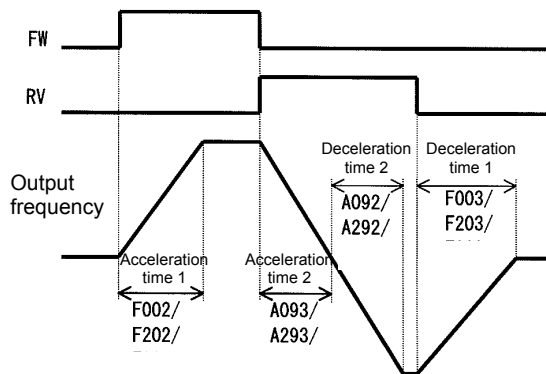 FW
RV
Output
frequency
Deceleration
time 2
A092/
A292/
Deceleration
time 1
F003/
F203/
Acceleration
time 1
F002/
F202/
Acceleration
time 2
A093/
A293/